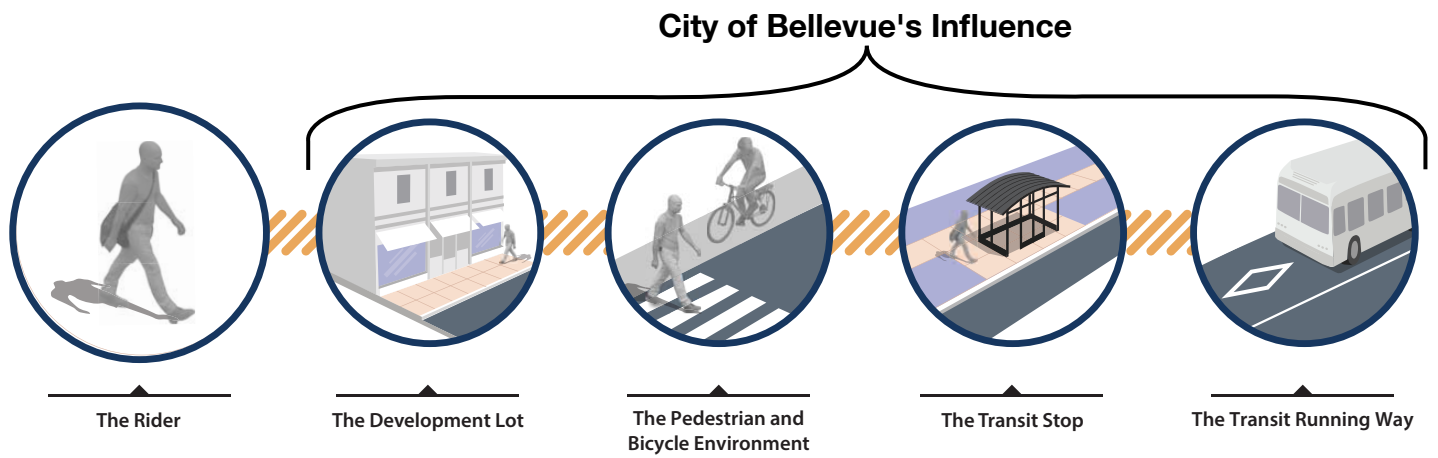 City of Bellevue's Influence
The Rider
The Development Lot
The Pedestrian and
Bicycle Environment
The Transit Stop
The Transit Running Way